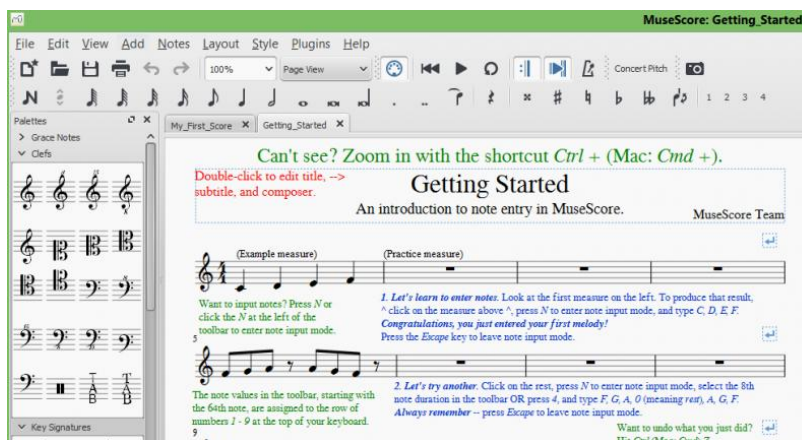 MuseScore: Getting_Started
File Edit View Add Notes Layout Style Plugins Help
100% Page View Concert Pitch
N 1 2 3 4
Palettes
My_First_Score X Getting_Started X
> Grace Notes
Clefs
Can't see? Zoom in with the shortcut Ctrl + (Mac: Cmd +).
Double-click to edit title, -->
subtitle, and composer.
Getting Started
An introduction to note entry in MuseScore.
MuseScore Team
(Example measure) (Practice measure)
Want to input notes? Press N or
click the N at the left of the
toolbar to enter note input mode.
1. Let's learn to enter notes. Look at the first measure on the left. To produce that result,
^ click on the measure above ^, press N to enter note input mode, and type C, D, E, F.
Congratulations, you just entered your first melody!
Press the Escape key to leave note input mode.
5
The note values in the toolbar, starting with
the 64th note, are assigned to the row of
numbers 1 - 9 at the top of your keyboard.
2. Let's try another. Click on the rest, press N to enter note input mode, select the 8th
note duration in the toolbar OR press 4, and type F, G, A, 0 (meaning rest), A, G, F.
Always remember -- press Escape to leave note input mode.
Key Signatures
9
Want to undo what you just did?